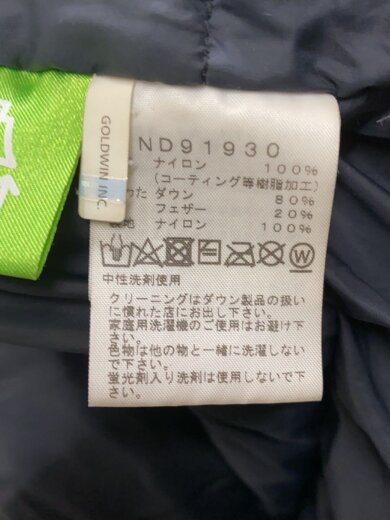 GOLDWIN INC.
ND91930
ナイロン 100%
(コーティング等樹脂加工)
わた ダウン 80%
フェザー 20%
地 ナイロン 100%
W
中性洗剤使用
クリーニングはダウン製品の扱い
に慣れた店にお出し下さい。
家庭用洗濯機のご使用はお避け下
さい。
色物は他の物と一緒に洗濯しない
で下さい。
蛍光剤入り洗剤は使用しないで下
さい。